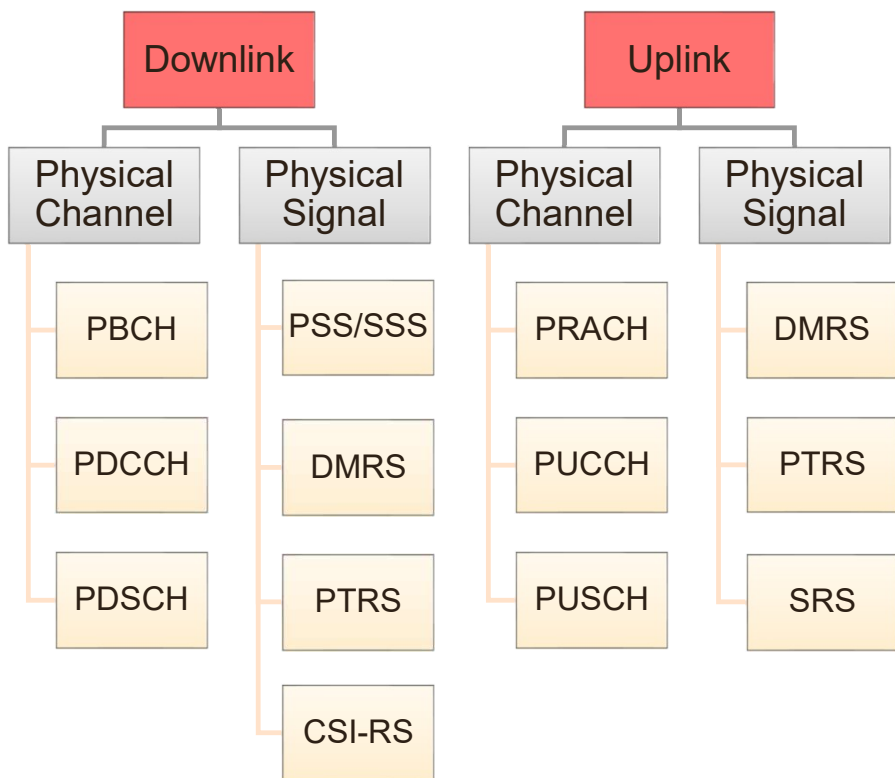 Downlink
Uplink
Physical
Channel
Physical
Signal
Physical
Channel
Physical
Signal
PBCH
PSS/SSS
PRACH
DMRS
PDCCH
DMRS
PUCCH
PTRS
PDSCH
PTRS
PUSCH
SRS
CSI-RS